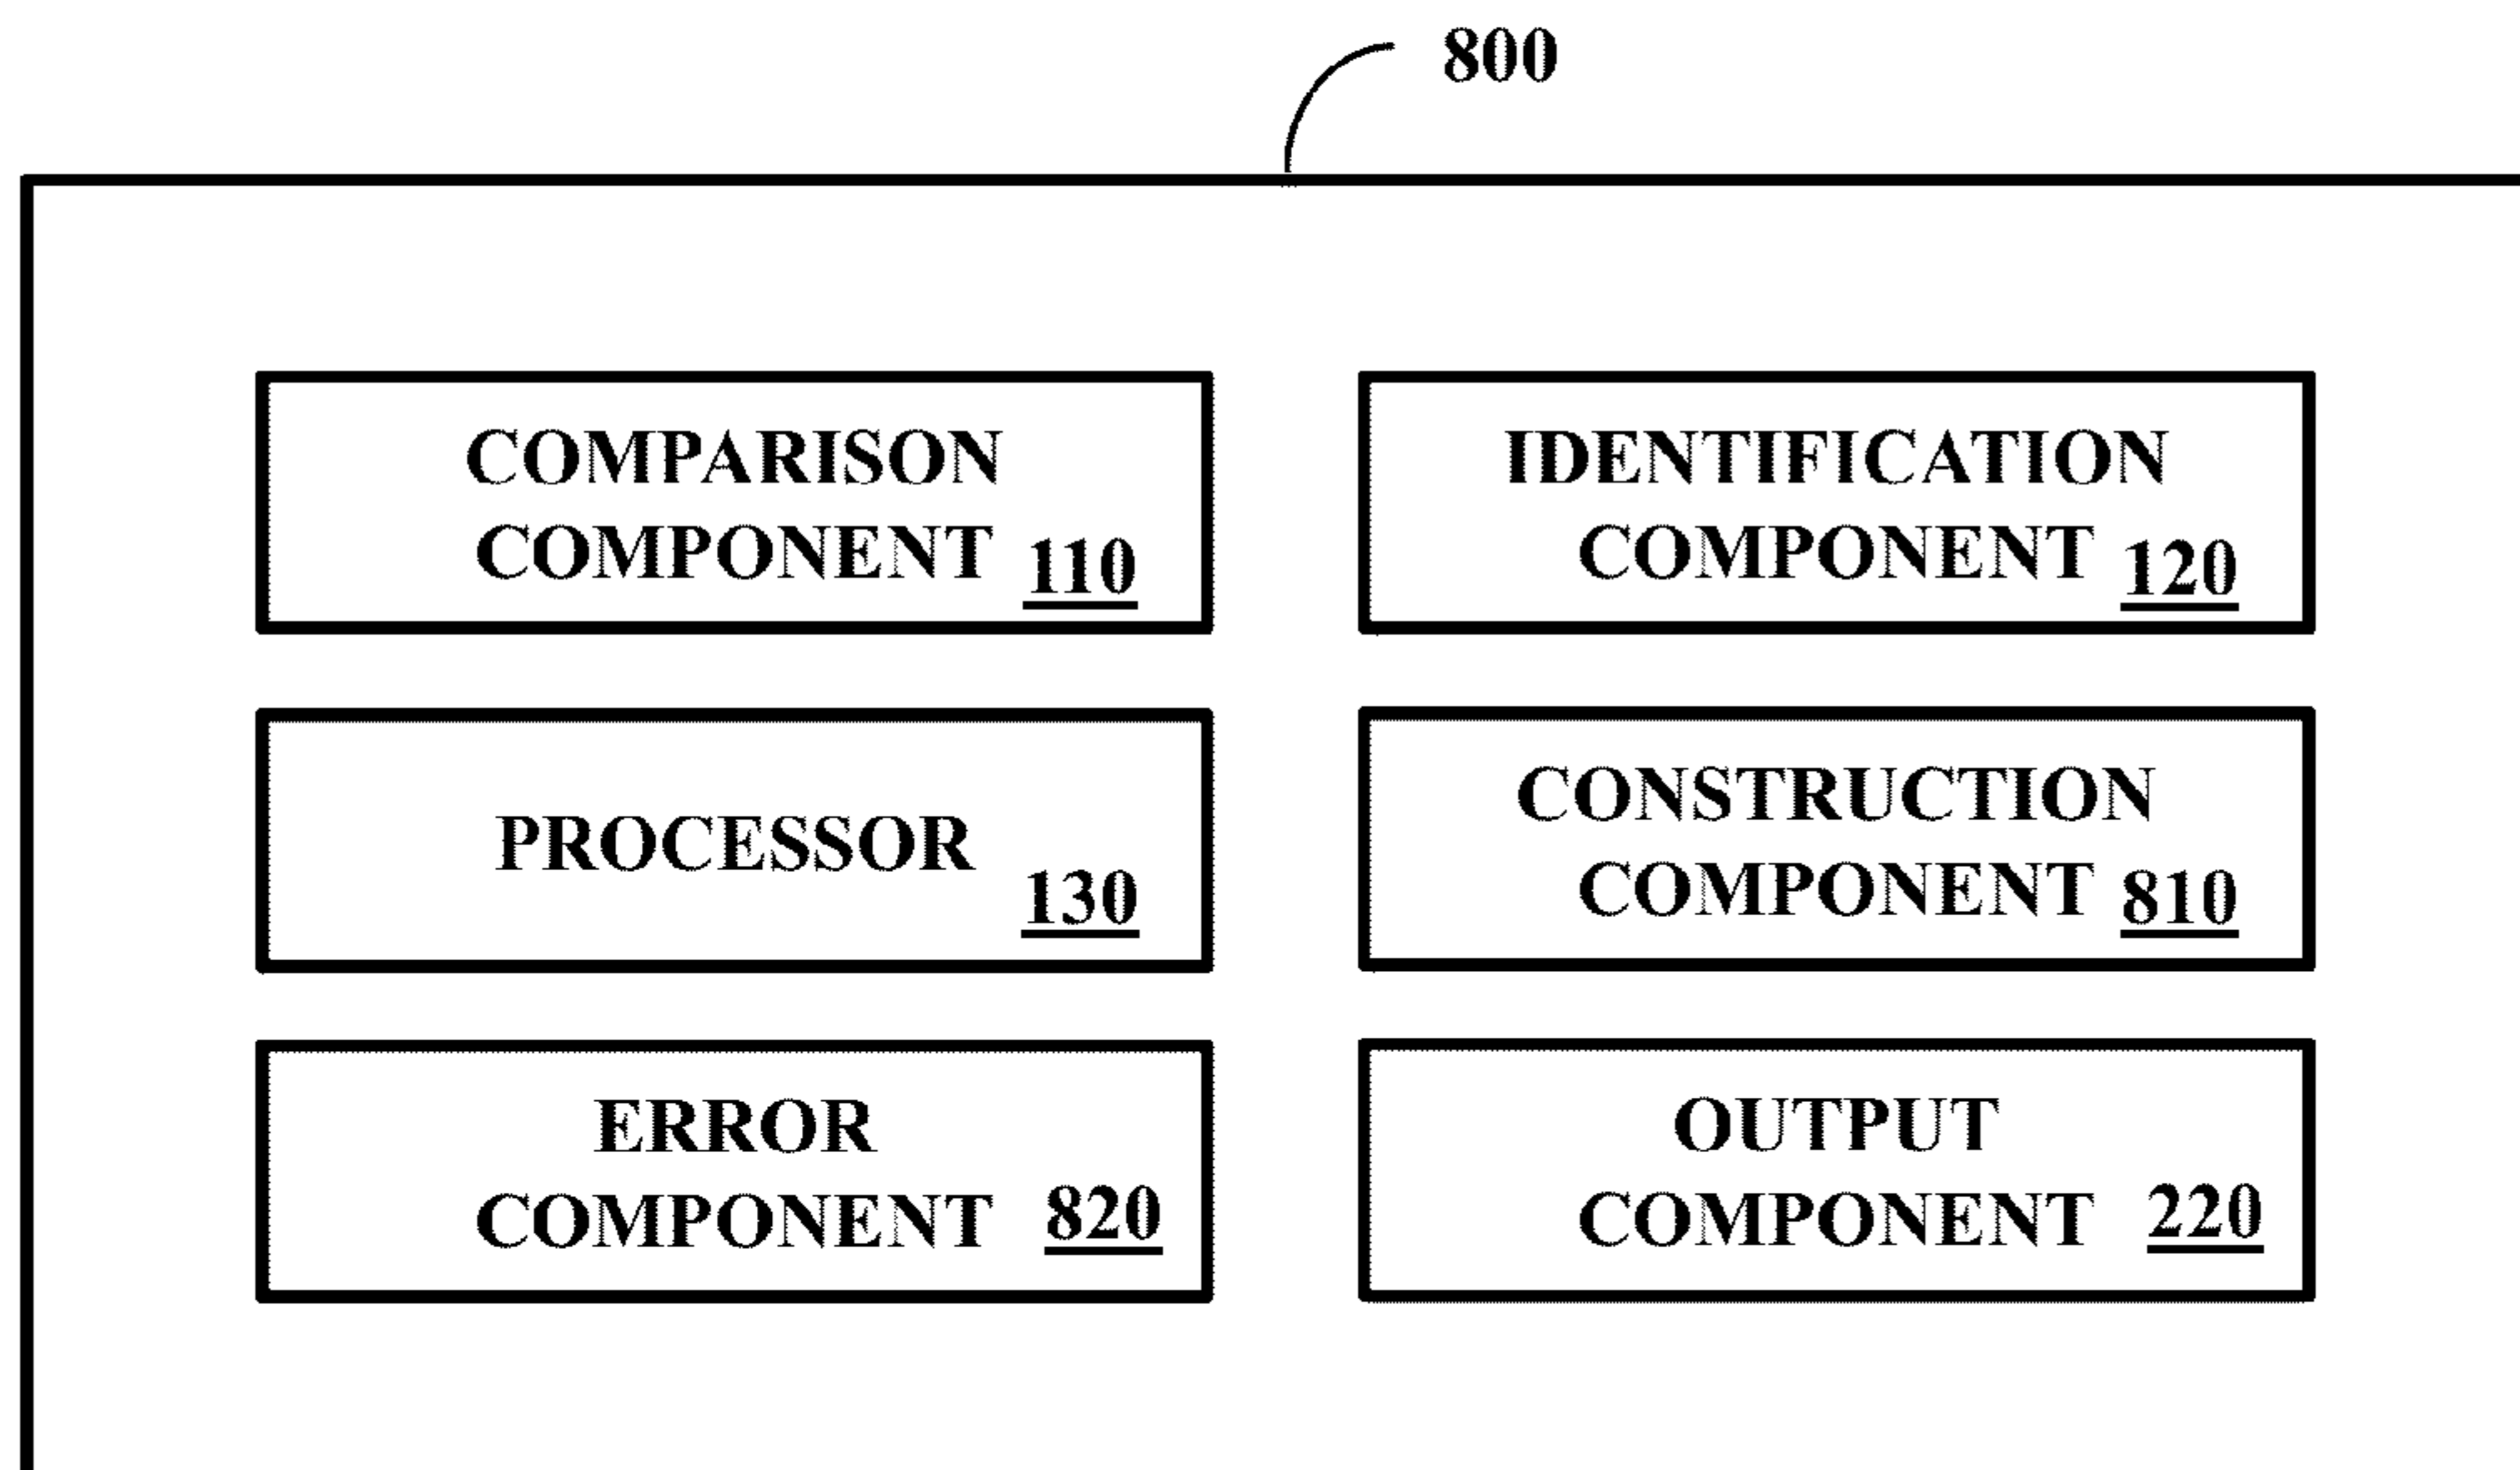 800
COMPARISON
COMPONENT 110
IDENTIFICATION
COMPONENT 120
PROCESSOR 130
CONSTRUCTION
COMPONENT 810
ERROR
COMPONENT 820
OUTPUT
COMPONENT 220